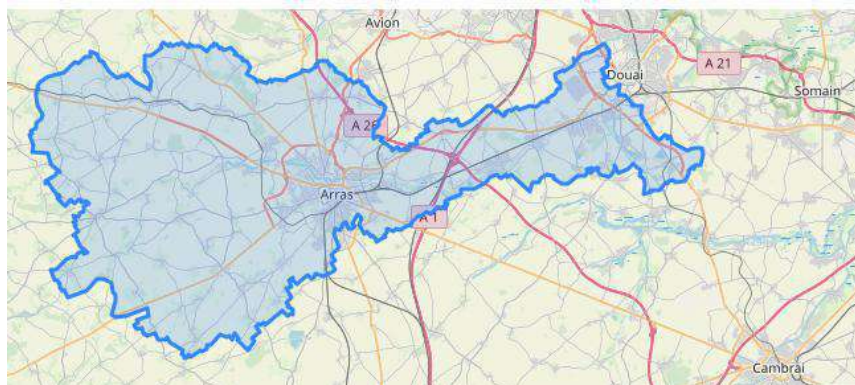 Avion
Douai
A 21
Somain
A 26
Arras
A 1
Cambrai